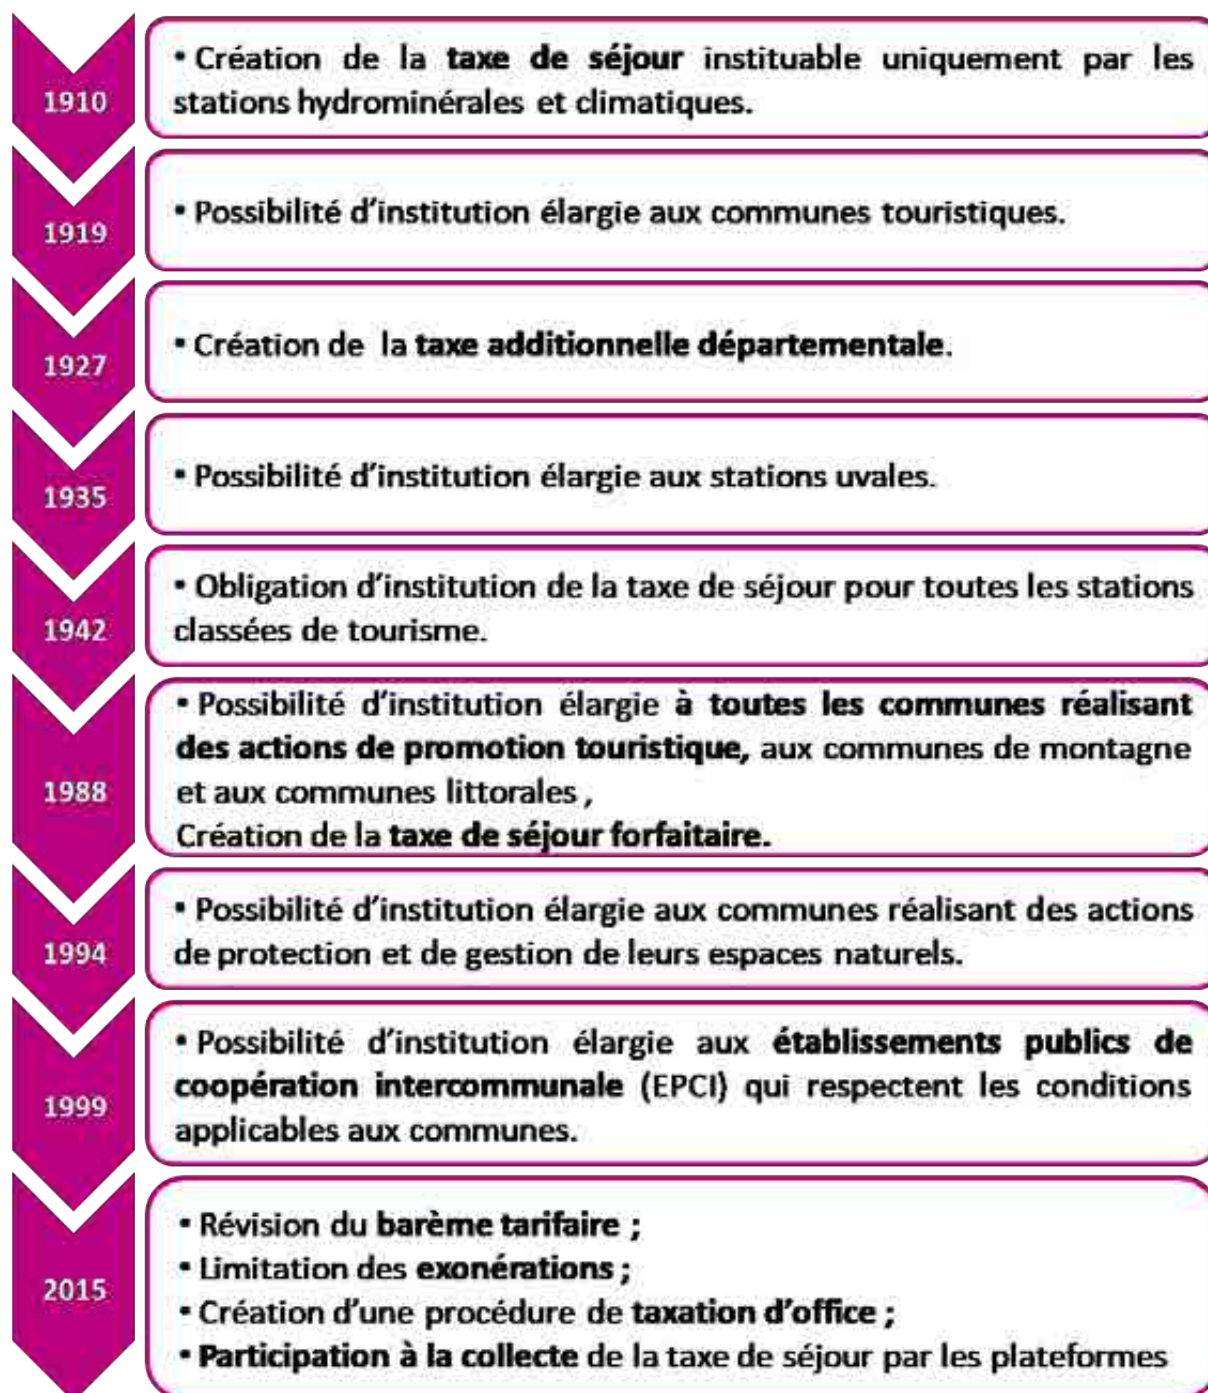 1910
• Création de la taxe de séjour instituable uniquement par les
stations hydrominérales et climatiques.
1919
• Possibilité d'institution élargie aux communes touristiques.
1927
• Création de la taxe additionnelle départementale.
1935
• Possibilité d'institution élargie aux stations uvales.
1942
• Obligation d'institution de la taxe de séjour pour toutes les stations
classées de tourisme.
1988
• Possibilité d'institution élargie à toutes les communes réalisant
des actions de promotion touristique, aux communes de montagne
et aux communes littorales ,
Création de la taxe de séjour forfaitaire.
1994
• Possibilité d'institution élargie aux communes réalisant des actions
de protection et de gestion de leurs espaces naturels.
1999
• Possibilité d'institution élargie aux établissements publics de
coopération intercommunale (EPCI) qui respectent les conditions
applicables aux communes.
2015
• Révision du barème tarifaire ;
• Limitation des exonérations ;
• Création d'une procédure de taxation d'office ;
• Participation à la collecte de la taxe de séjour par les plateformes